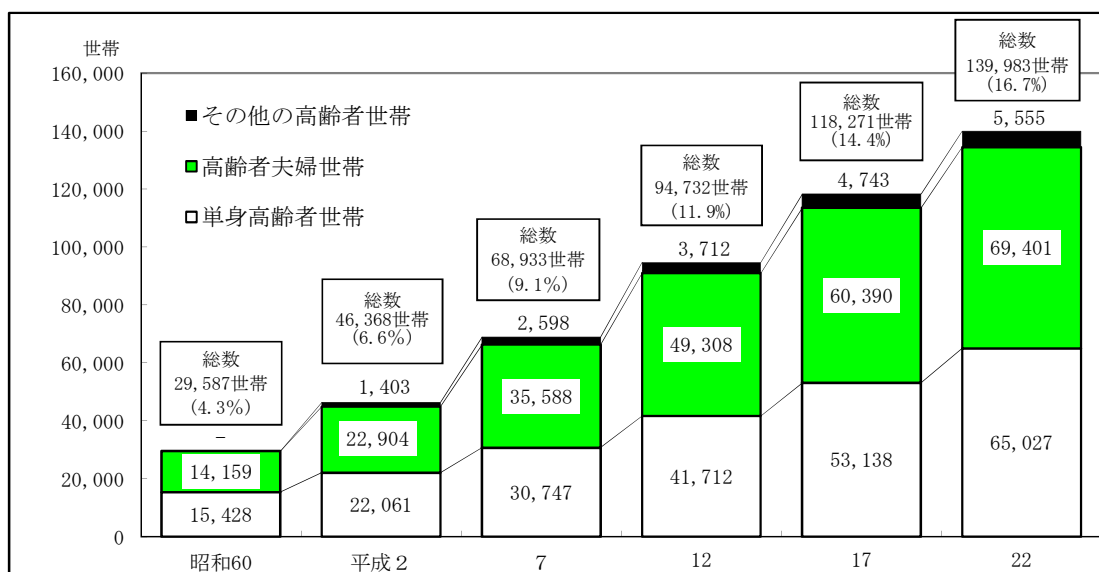 世帯
160,000
140,000
120,000
100,000
80,000
60,000
40,000
20,000
0
その他の高齢者世帯
高齢者夫婦世帯
単身高齢者世帯
総数
29,587世帯
(4.3%)
－
14,159
15,428
総数
46,368世帯
(6.6%)
1,403
22,904
22,061
総数
68,933世帯
(9.1%)
2,598
35,588
30,747
総数
94,732世帯
(11.9%)
3,712
49,308
41,712
総数
118,271世帯
(14.4%)
4,743
60,390
53,138
総数
139,983世帯
(16.7%)
5,555
69,401
65,027
昭和60 平成２ 7 12 17 22